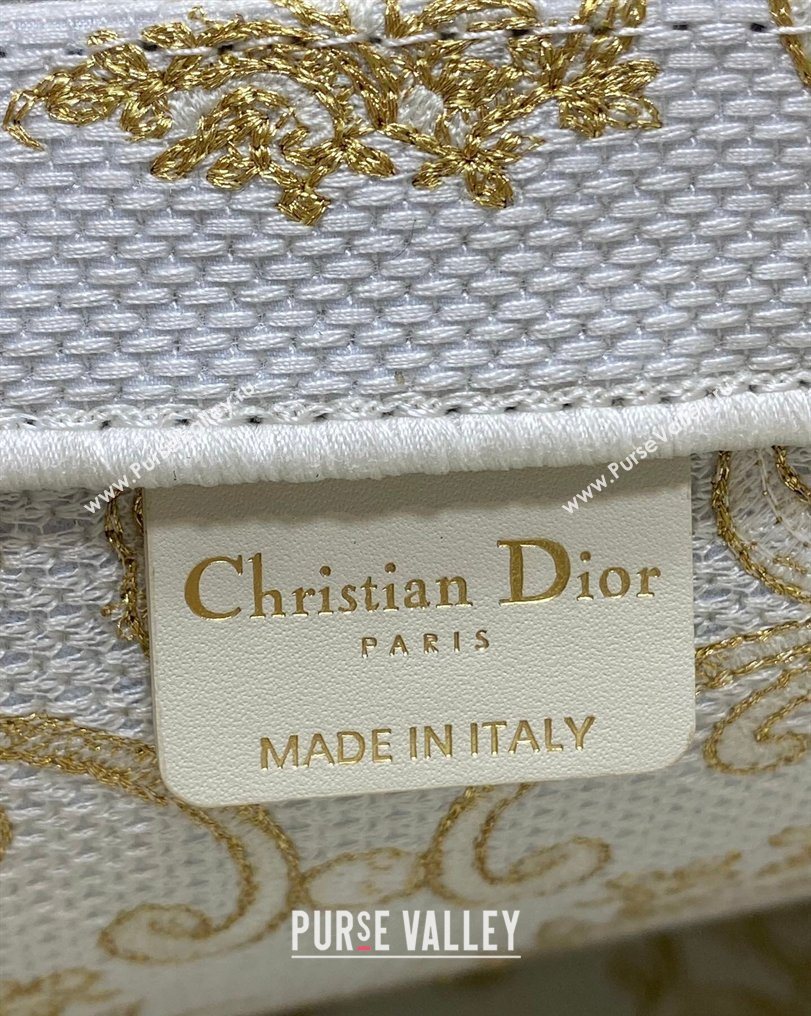 www.PurseValley.ru
www.PurseValley.ru
Christian Dior
PARIS
MADE IN ITALY
PURSE VALLEY